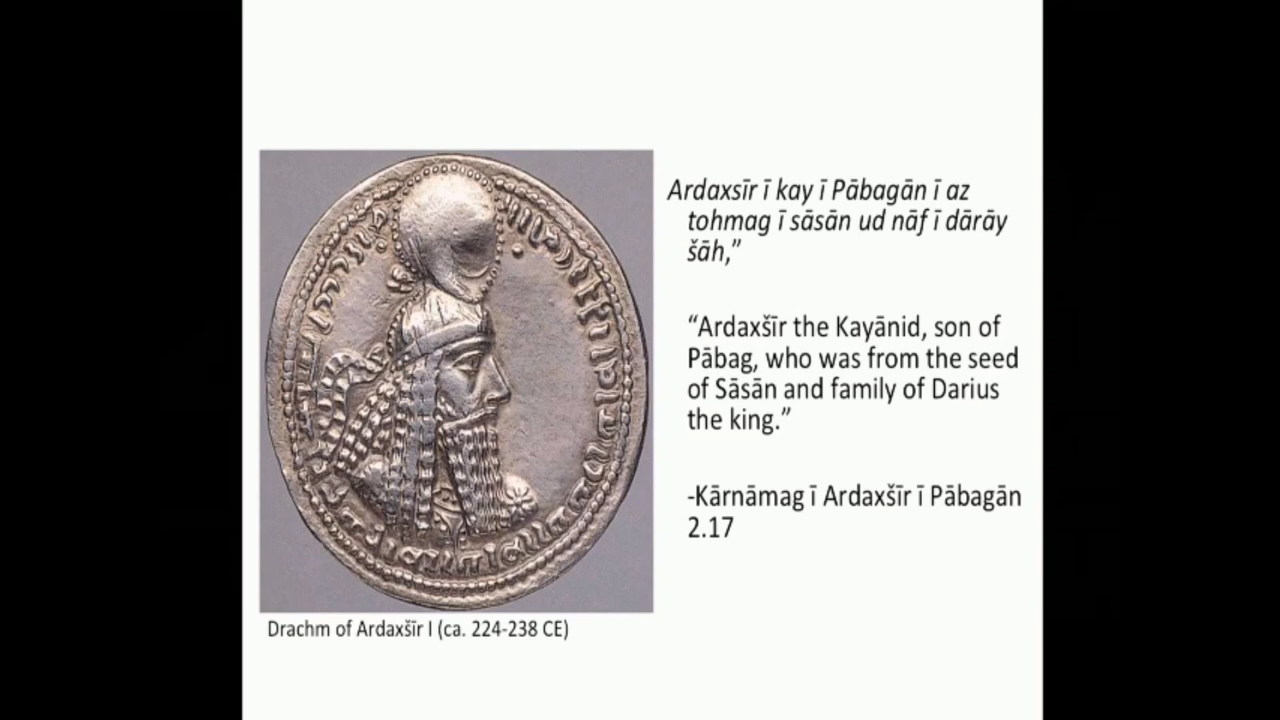 Ardaxsīr ī kay ī Pābagān ī az
tohmag ī sāsān ud nāf ī dārāy
šāh,”
“Ardaxšīr the Kayānid, son of
Pābag, who was from the seed
of Sāsān and family of Darius
the king.”
-Kārnāmag ī Ardaxšīr ī Pābagān
2.17
Drachm of Ardaxšīr I (ca. 224-238 CE)